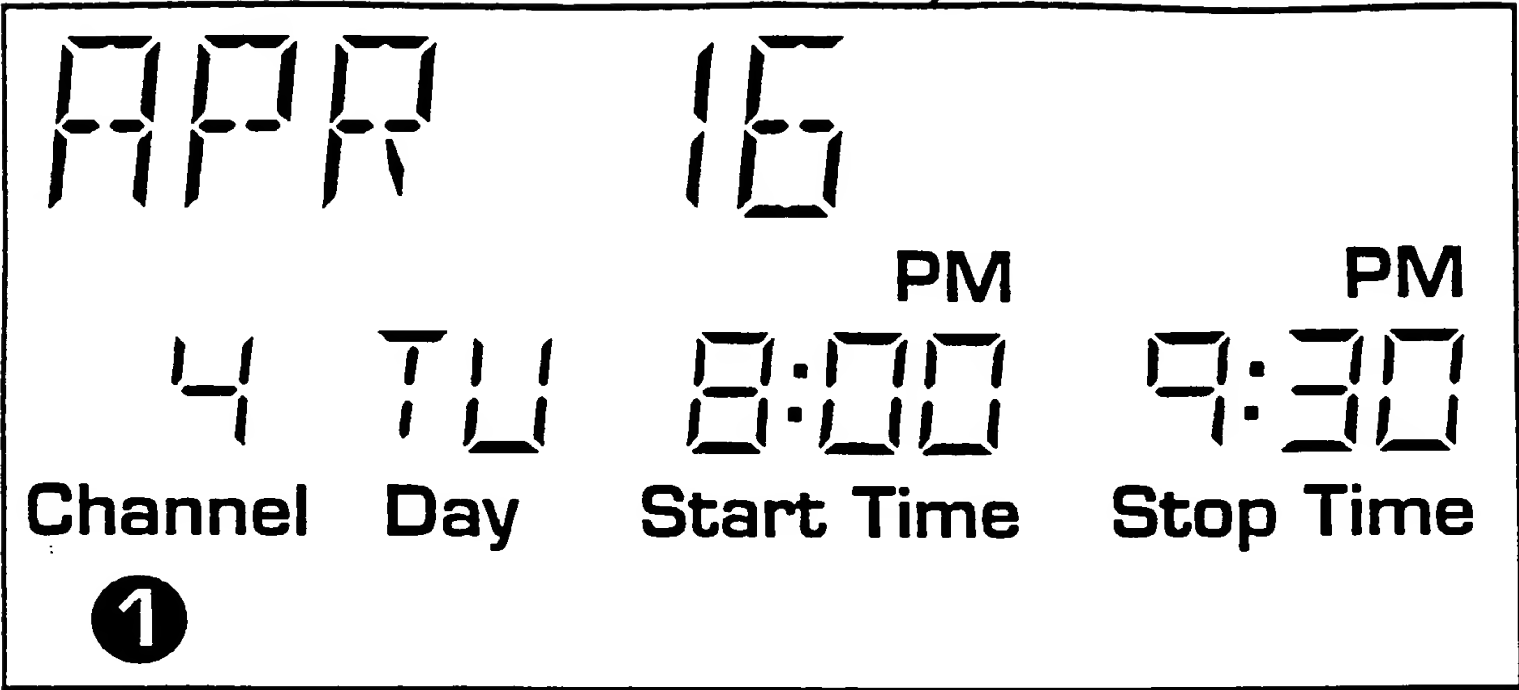 APR 16
PM PM
4 TU 8:00 9:30
Channel Day Start Time Stop Time
1